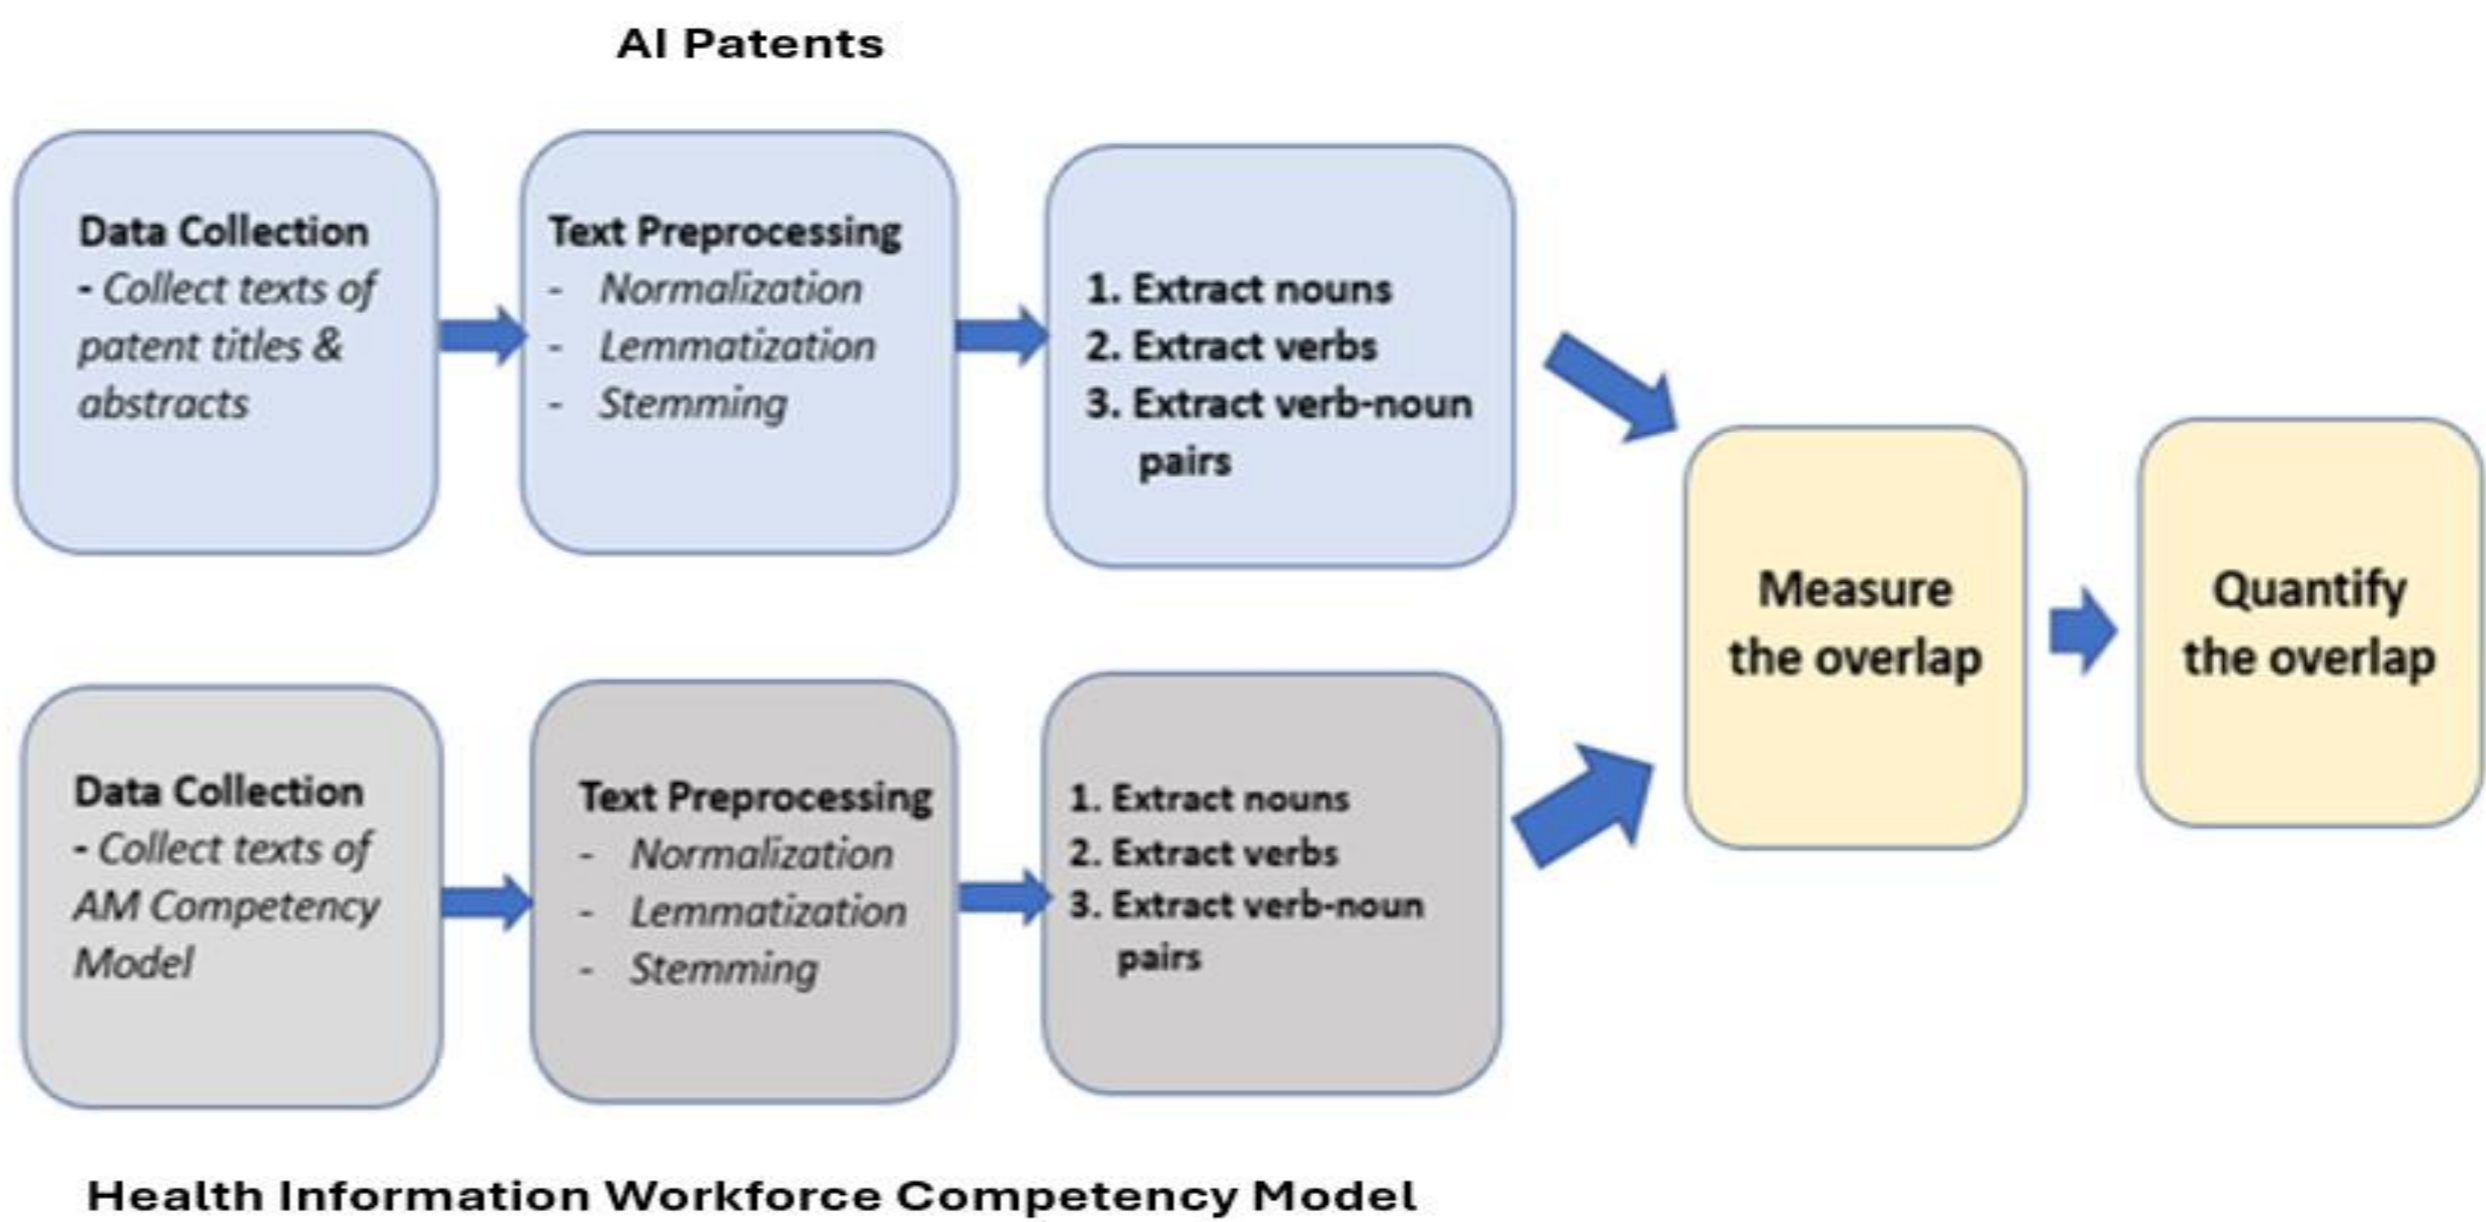 AI Patents
Data Collection
- Collect texts of
patent titles &
abstracts
Text Preprocessing
- Normalization
- Lemmatization
- Stemming
1. Extract nouns
2. Extract verbs
3. Extract verb-noun
pairs
Measure
the overlap
Quantify
the overlap
Data Collection
- Collect texts of
AM Competency
Model
Text Preprocessing
- Normalization
- Lemmatization
- Stemming
1. Extract nouns
2. Extract verbs
3. Extract verb-noun
pairs
Health Information Workforce Competency Model